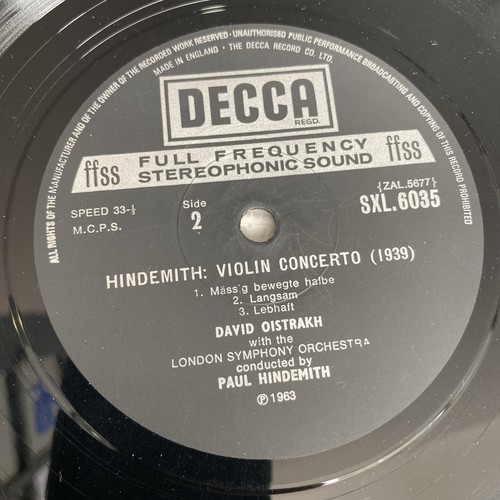 ALL RIGHTS OF THE MANUFACTURER AND OF THE OWNER OF THE RECORDED WORK RESERVED · UNAUTHORISED PUBLIC PERFORMANCE BROADCASTING AND COPYING OF THIS RECORD PROHIBITED
MADE IN ENGLAND · THE DECCA RECORD CO. LTD.
DECCA
REGD.
ffss FULL FREQUENCY ffss
STEREOPHONIC SOUND
SPEED 33-⅓
M.C.P.S.
Side
2
{ZAL.5677}
SXL.6035
HINDEMITH: VIOLIN CONCERTO (1939)
1. Mäss'g bewegte halbe
2. Langsam
3. Lebhaft
DAVID OISTRAKH
with the
LONDON SYMPHONY ORCHESTRA
conducted by
PAUL HINDEMITH
℗ 1963